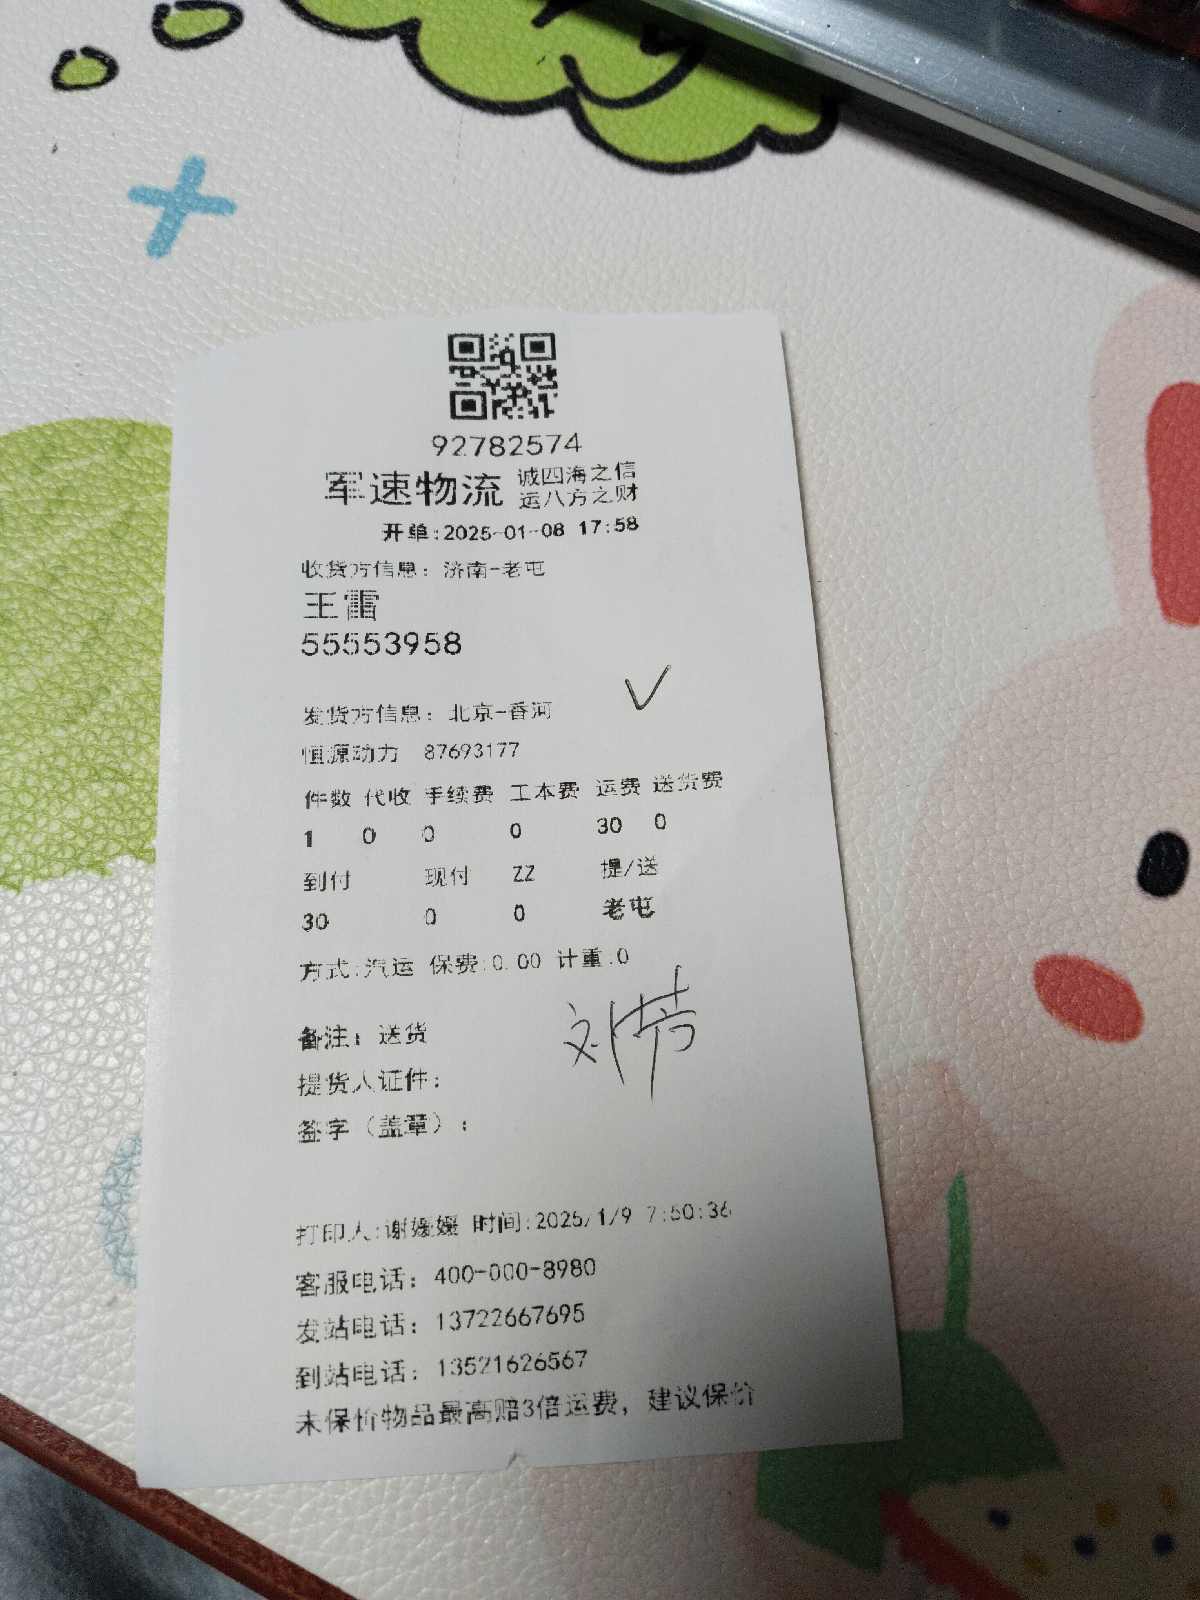 92782574
军速物流 诚四海之信
运八方之财
开单:2025-01-08 17:58
收货方信息: 济南-老屯
王雷
55553958
发货方信息: 北京-香河
恒源动力 87693177
件数 代收 手续费 工本费 运费 送货费
1 0 0 0 30 0
到付 现付 ZZ 提/送
30 0 0 老屯
方式:汽运 保费:0.00 计重:0
备注: 送货
刘芳
提货人证件:
签字(盖章):
打印人:谢媛媛 时间:2025/1/9 7:50:36
客服电话: 400-000-8980
发站电话: 13722667695
到站电话: 13521626567
未保价物品最高赔3倍运费, 建议保价